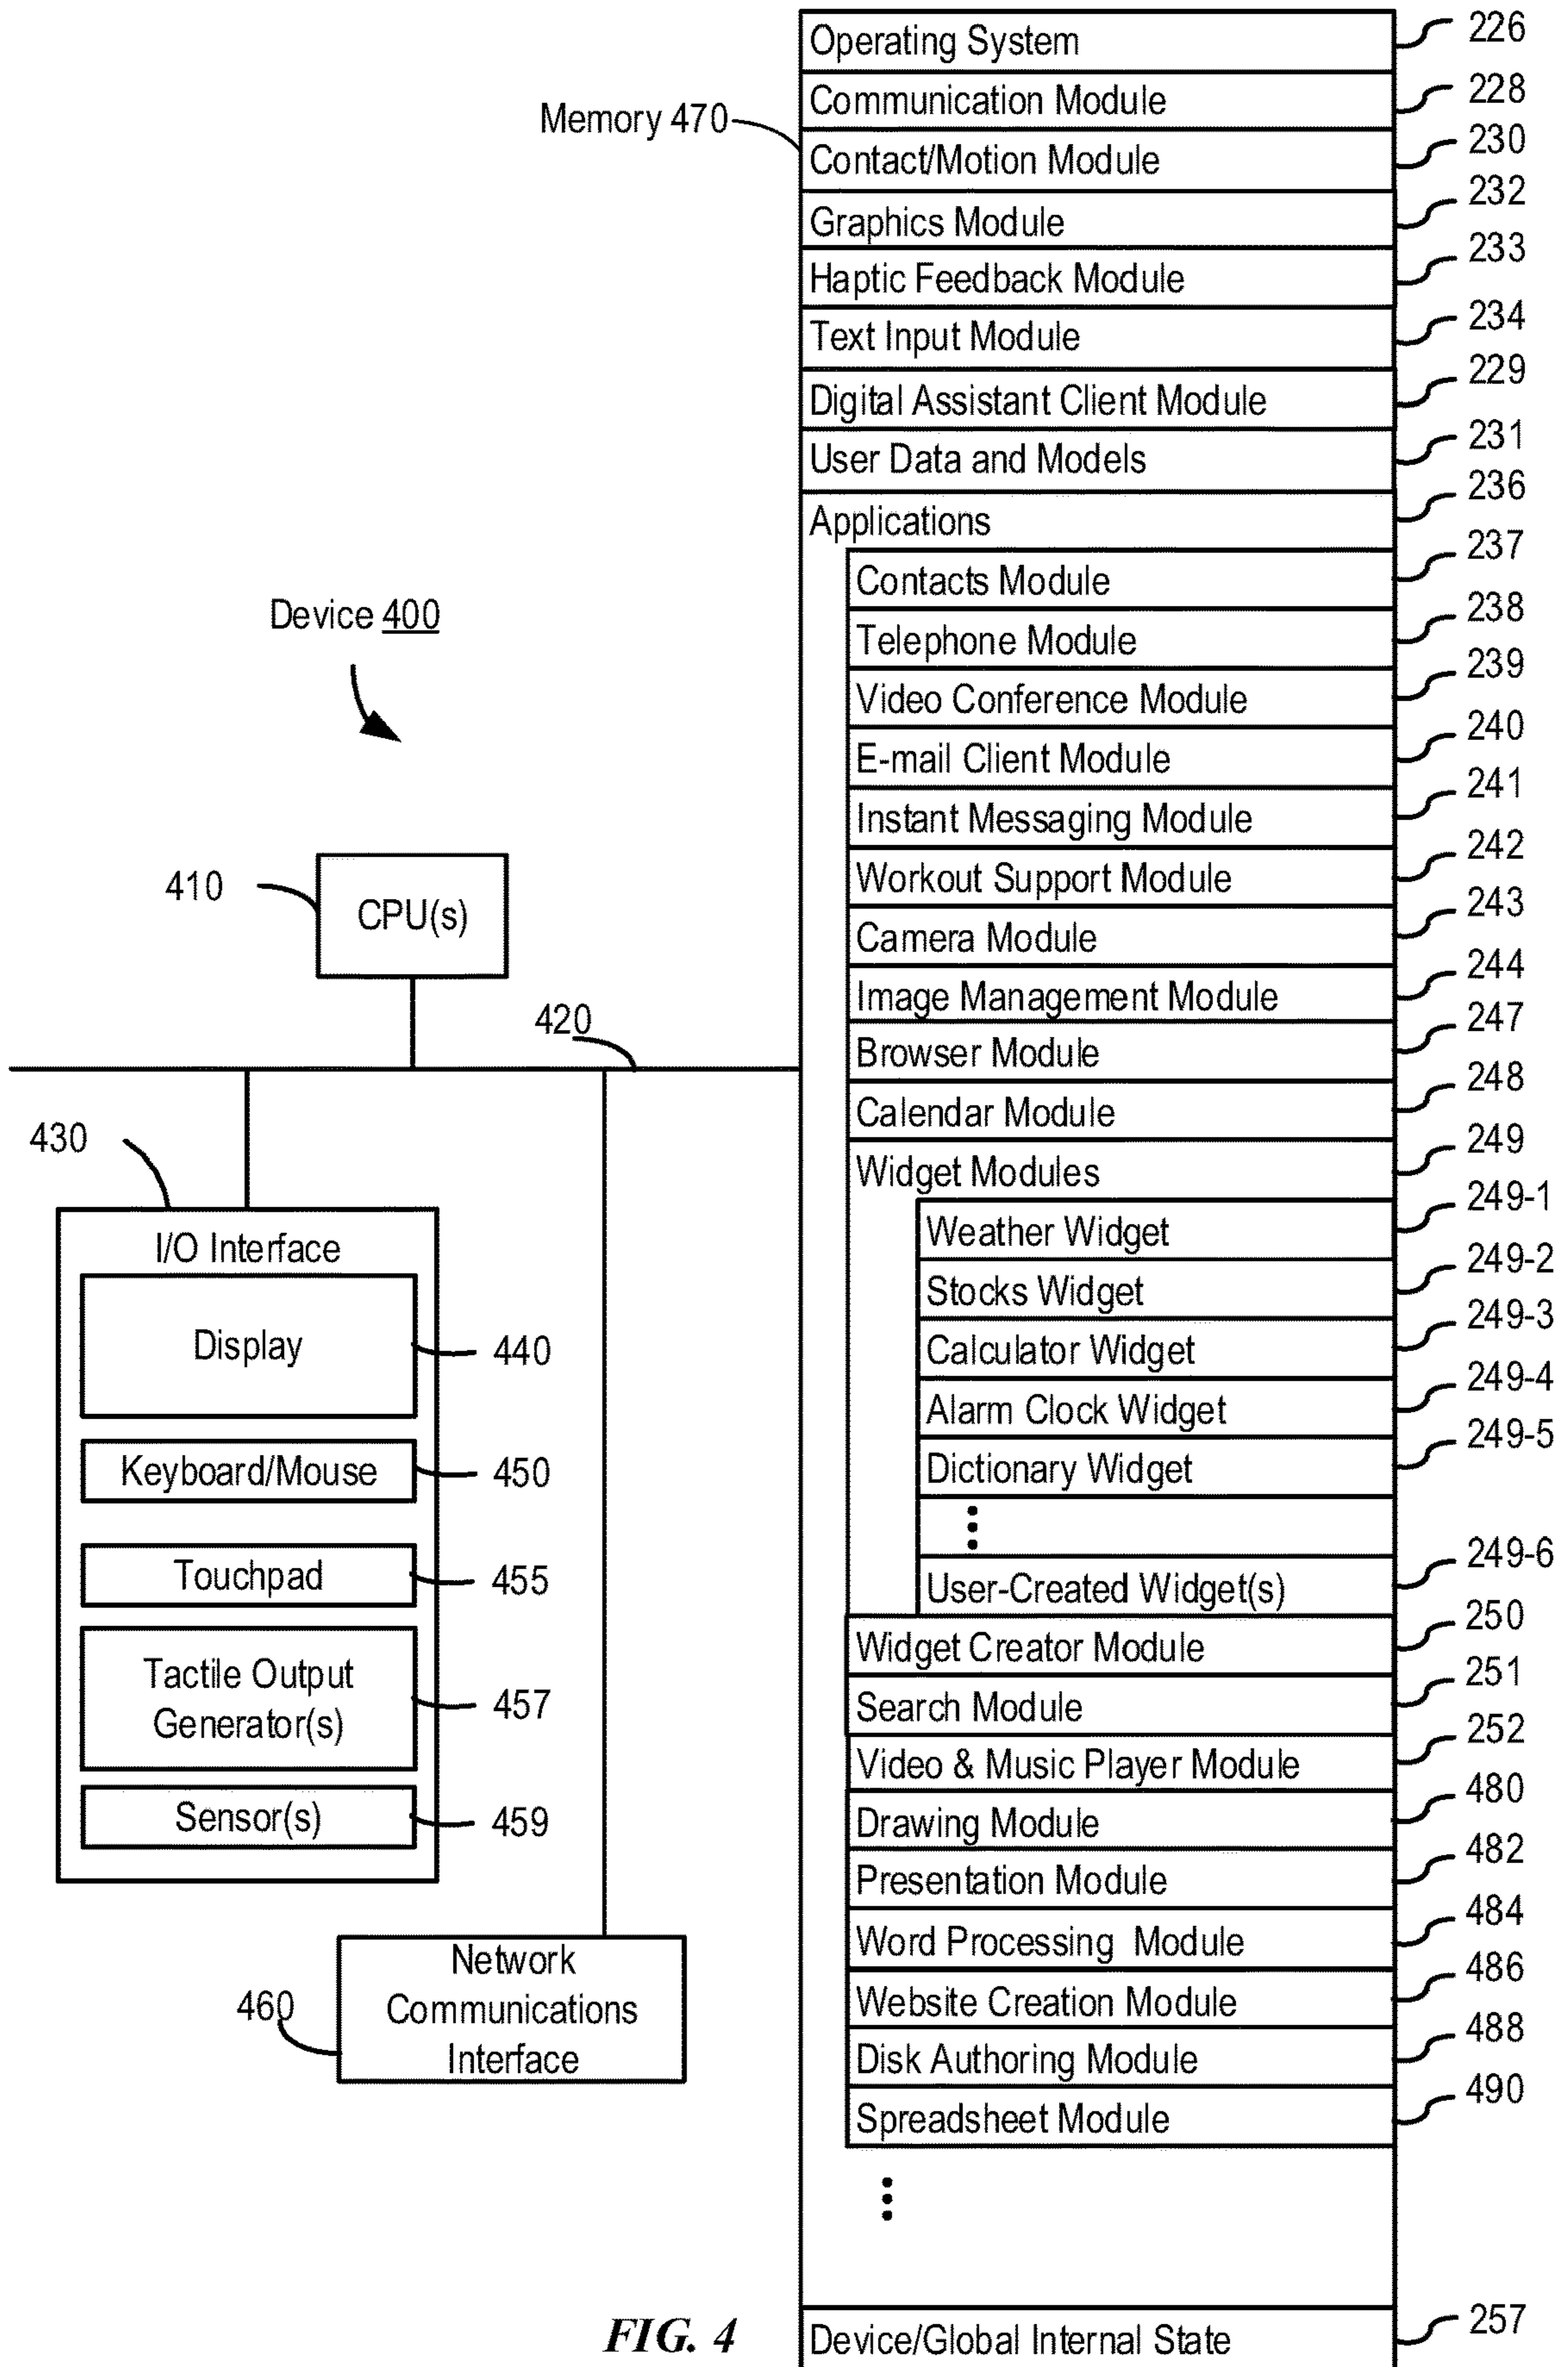 Operating System 226
Communication Module 228
Memory 470
Contact/Motion Module 230
Graphics Module 232
Haptic Feedback Module 233
Text Input Module 234
Digital Assistant Client Module 229
User Data and Models 231
Applications 236
Contacts Module 237
Device 400
Telephone Module 238
Video Conference Module 239
E-mail Client Module 240
Instant Messaging Module 241
Workout Support Module 242
410
CPU(s)
Camera Module 243
Image Management Module 244
420
Browser Module 247
Calendar Module 248
430
Widget Modules 249
I/O Interface
Weather Widget 249-1
Stocks Widget 249-2
Display 440
Calculator Widget 249-3
Alarm Clock Widget 249-4
Keyboard/Mouse 450
Dictionary Widget 249-5
Touchpad 455
User-Created Widget(s) 249-6
Widget Creator Module 250
Tactile Output
Generator(s) 457
Search Module 251
Video & Music Player Module 252
Sensor(s) 459
Drawing Module 480
Presentation Module 482
Word Processing Module 484
460
Network
Communications
Interface
Website Creation Module 486
Disk Authoring Module 488
Spreadsheet Module 490
FIG. 4
Device/Global Internal State 257